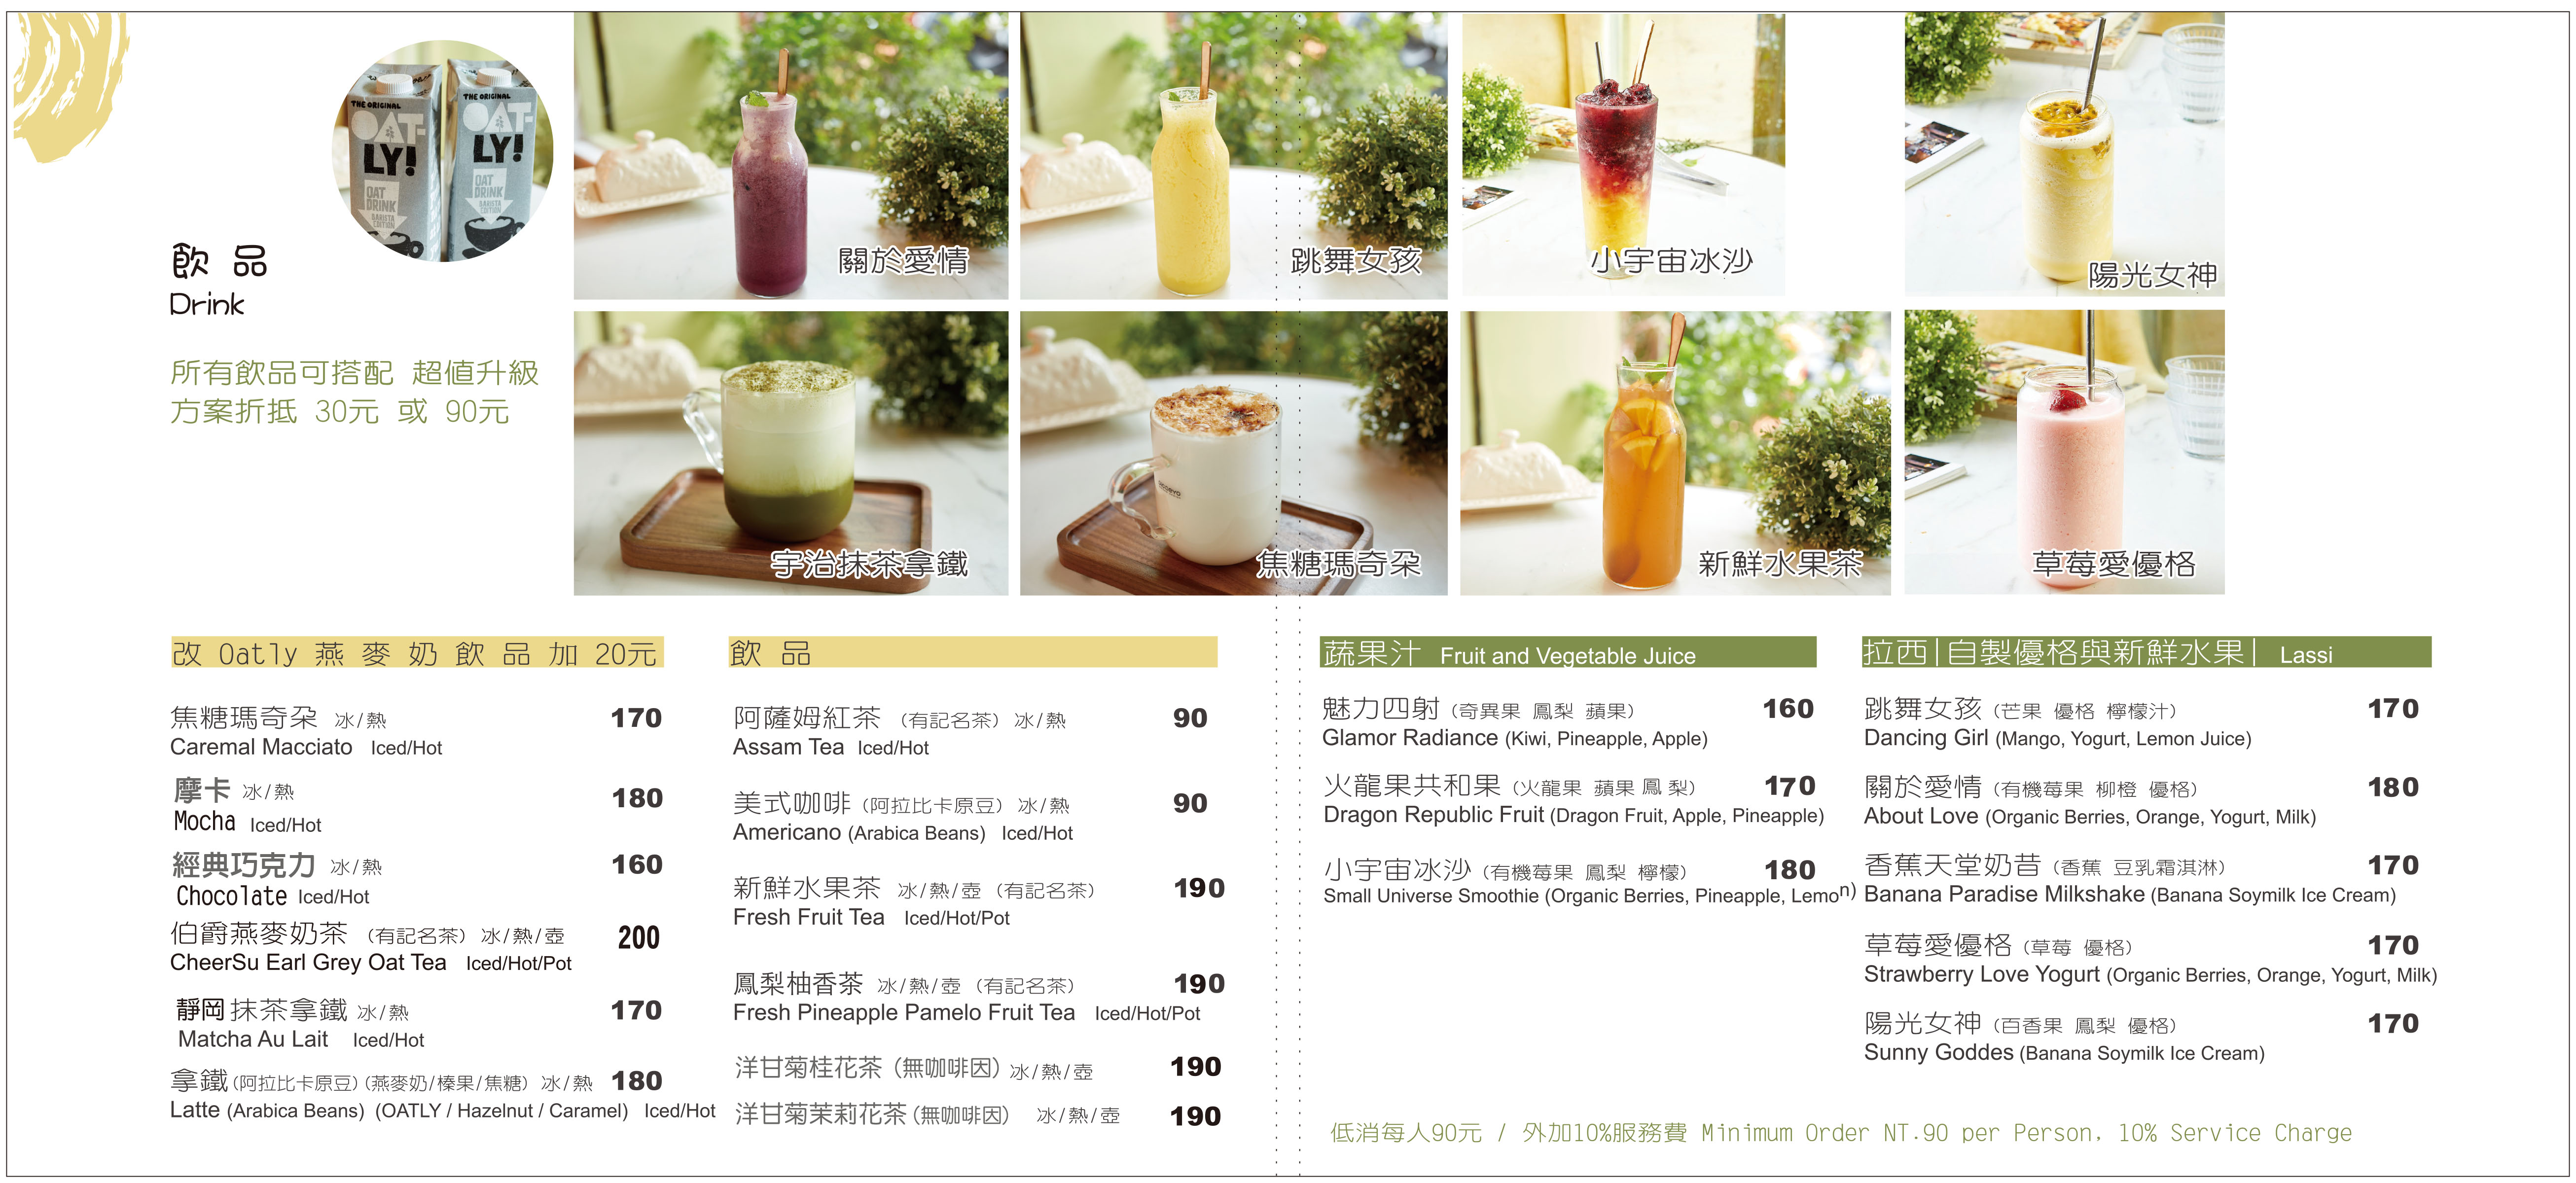 THE ORIGINAL
OAT-
LY!
OAT
DRINK
BARISTA
EDITION
THE ORIGINAL
OAT-
LY!
OAT
DRINK
BARISTA
EDITION
飲 品
Drink
所有飲品可搭配 超值升級
方案折抵 30元 或 90元
關於愛情
跳舞女孩
小宇宙冰沙
陽光女神
宇治抹茶拿鐵
焦糖瑪奇朵
新鮮水果茶
草莓愛優格
改 Oatly 燕 麥 奶 飲 品 加 20元
焦糖瑪奇朵 冰/熱 170
Caremal Macciato Iced/Hot
摩卡 冰/熱 180
Mocha Iced/Hot
經典巧克力 冰/熱 160
Chocolate Iced/Hot
伯爵燕麥奶茶 (有記名茶) 冰/熱/壺 200
CheerSu Earl Grey Oat Tea Iced/Hot/Pot
靜岡抹茶拿鐵 冰/熱 170
Matcha Au Lait Iced/Hot
拿鐵(阿拉比卡原豆)(燕麥奶/榛果/焦糖) 冰/熱 180
Latte (Arabica Beans) (OATLY / Hazelnut / Caramel) Iced/Hot
飲 品
阿薩姆紅茶 (有記名茶) 冰/熱 90
Assam Tea Iced/Hot
美式咖啡 (阿拉比卡原豆) 冰/熱 90
Americano (Arabica Beans) Iced/Hot
新鮮水果茶 冰/熱/壺 (有記名茶) 190
Fresh Fruit Tea Iced/Hot/Pot
鳳梨柚香茶 冰/熱/壺 (有記名茶) 190
Fresh Pineapple Pamelo Fruit Tea Iced/Hot/Pot
洋甘菊桂花茶 (無咖啡因) 冰/熱/壺 190
洋甘菊茉莉花茶 (無咖啡因) 冰/熱/壺 190
蔬果汁 Fruit and Vegetable Juice
魅力四射 (奇異果 鳳梨 蘋果) 160
Glamor Radiance (Kiwi, Pineapple, Apple)
火龍果共和果 (火龍果 蘋果 鳳 梨) 170
Dragon Republic Fruit (Dragon Fruit, Apple, Pineapple)
小宇宙冰沙 (有機莓果 鳳梨 檸檬) 180
Small Universe Smoothie (Organic Berries, Pineapple, Lemon)
拉西|自製優格與新鮮水果| Lassi
跳舞女孩 (芒果 優格 檸檬汁) 170
Dancing Girl (Mango, Yogurt, Lemon Juice)
關於愛情 (有機莓果 柳橙 優格) 180
About Love (Organic Berries, Orange, Yogurt, Milk)
香蕉天堂奶昔 (香蕉 豆乳霜淇淋) 170
Banana Paradise Milkshake (Banana Soymilk Ice Cream)
草莓愛優格 (草莓 優格) 170
Strawberry Love Yogurt (Organic Berries, Orange, Yogurt, Milk)
陽光女神 (百香果 鳳梨 優格) 170
Sunny Goddes (Banana Soymilk Ice Cream)
低消每人90元 / 外加10%服務費 Minimum Order NT.90 per Person, 10% Service Charge